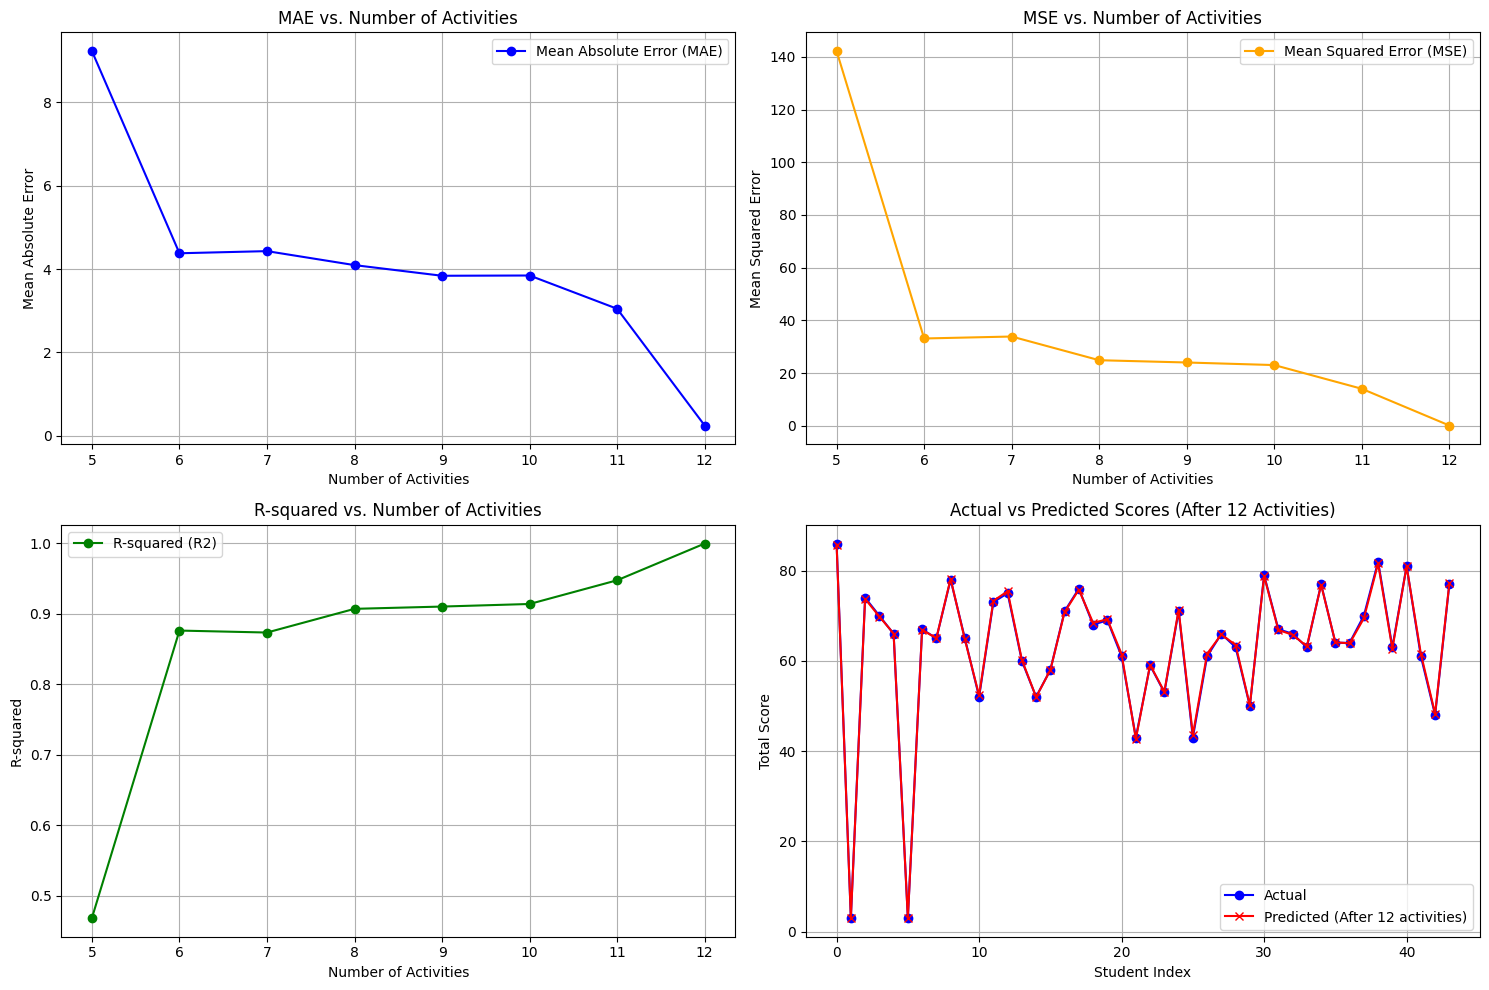 MAE vs. Number of Activities
Mean Absolute Error (MAE)
Mean Absolute Error
8
6
4
2
0
5 6 7 8 9 10 11 12
Number of Activities
MSE vs. Number of Activities
Mean Squared Error (MSE)
Mean Squared Error
140
120
100
80
60
40
20
0
5 6 7 8 9 10 11 12
Number of Activities
R-squared vs. Number of Activities
R-squared (R2)
R-squared
1.0
0.9
0.8
0.7
0.6
0.5
5 6 7 8 9 10 11 12
Number of Activities
Actual vs Predicted Scores (After 12 Activities)
Total Score
80
60
40
20
0
Actual
Predicted (After 12 activities)
0 10 20 30 40
Student Index